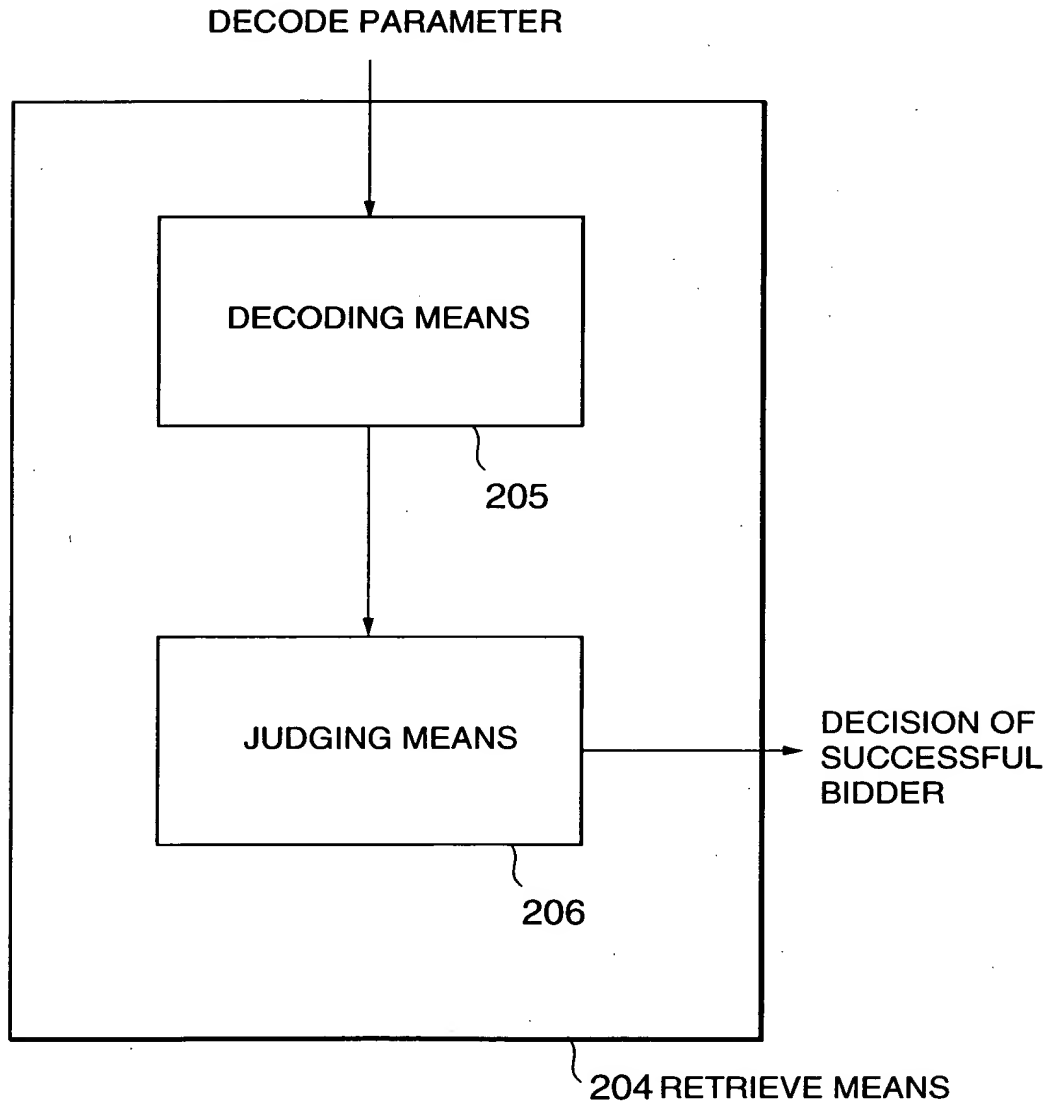 DECODE PARAMETER
DECODING MEANS
205
JUDGING MEANS
DECISION OF
SUCCESSFUL
BIDDER
206
204 RETRIEVE MEANS